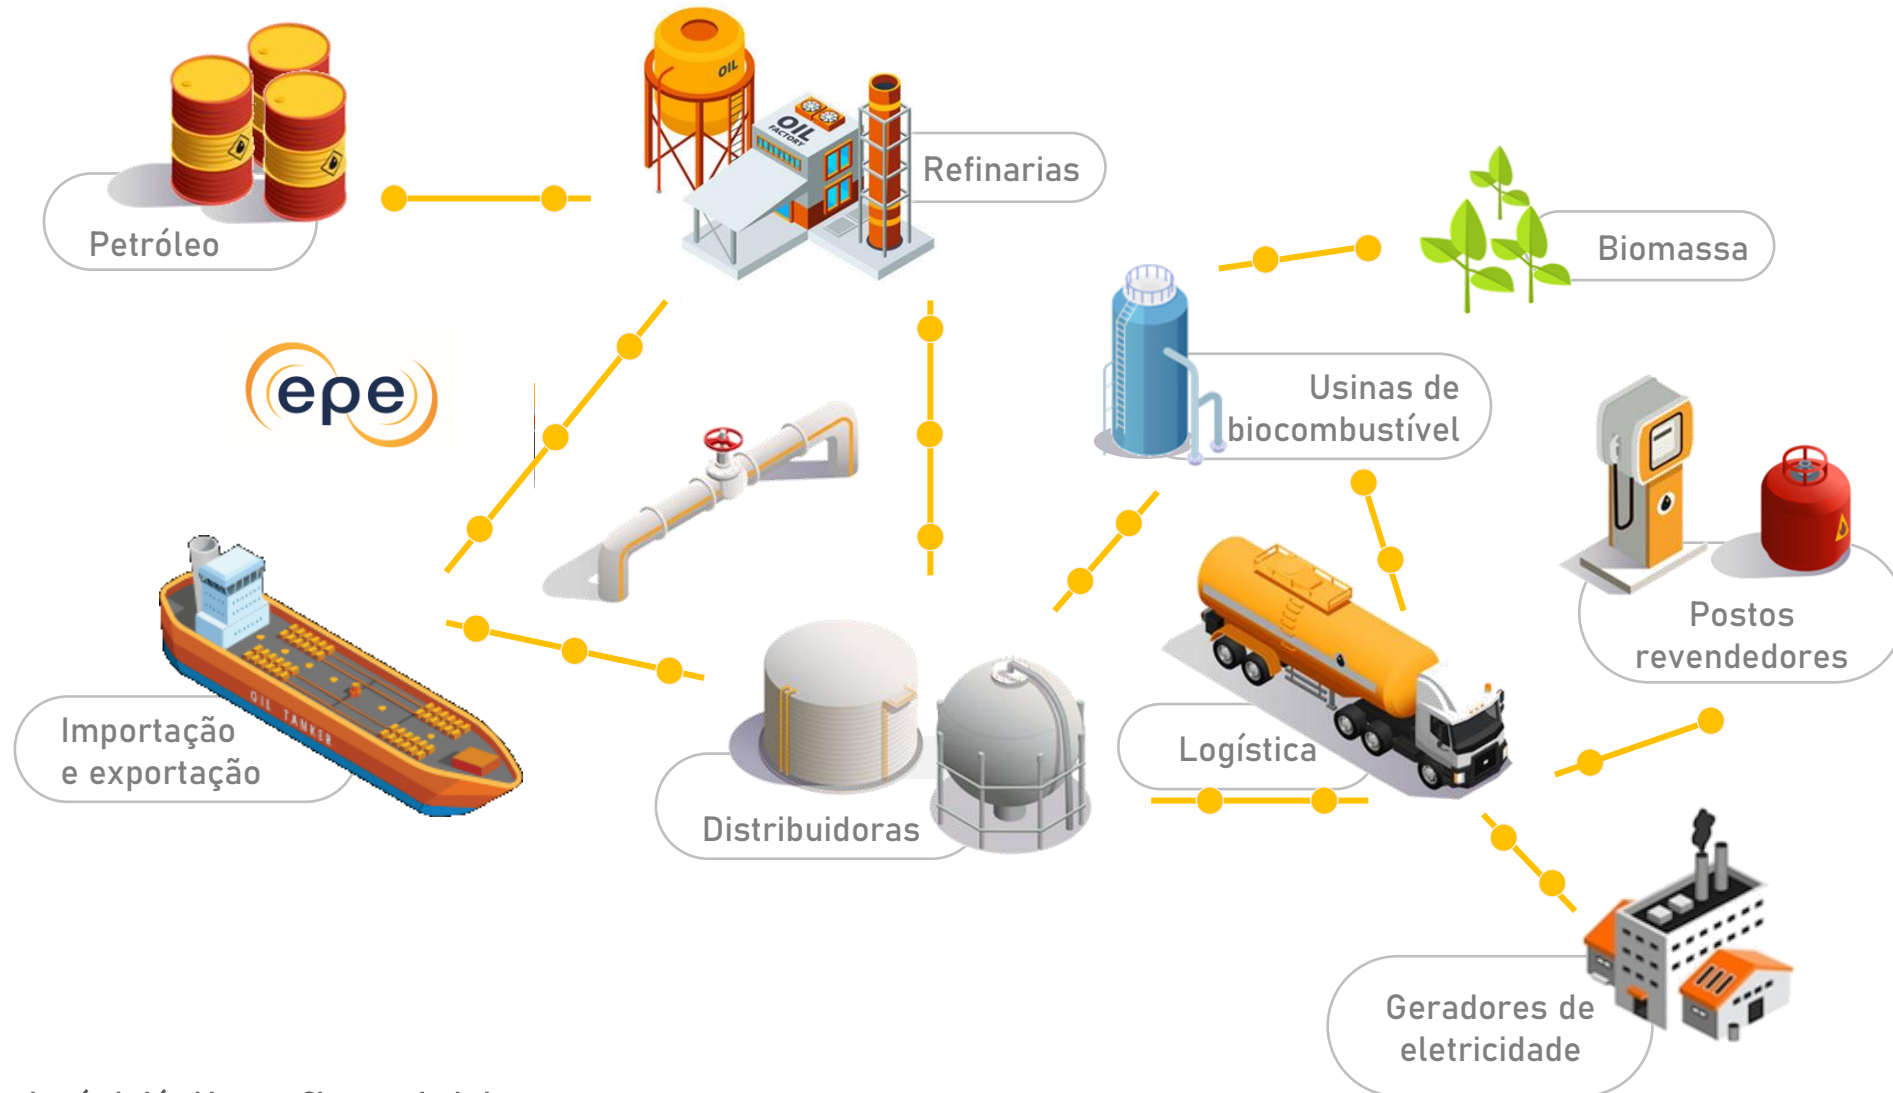 OIL
OIL
FACTORY
Refinarias
Petróleo
Biomassa
epe
Usinas de
biocombustível
Postos
revendedores
OIL TANKER
Importação
e exportação
Logística
Distribuidoras
Geradores de
eletricidade